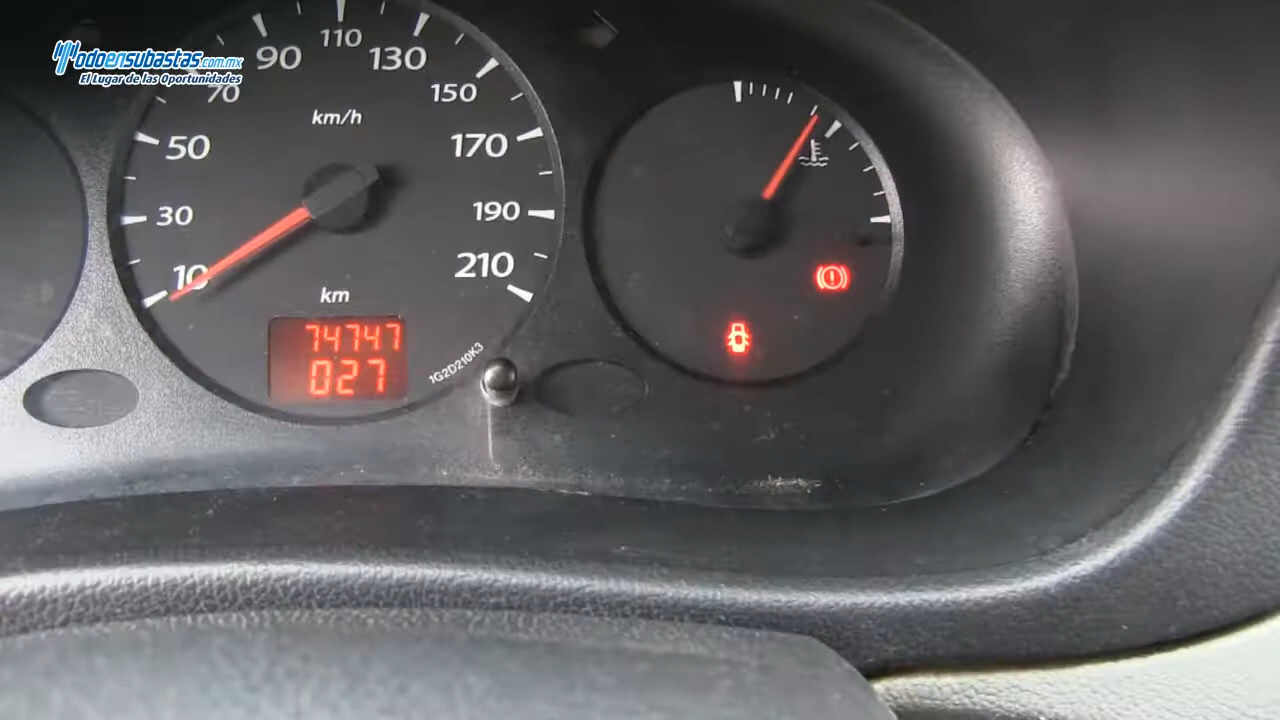 odoensubastas.com.mx
El Lugar de las Oportunidades
110
90
130
70
150
km/h
50
170
30
190
10
210
km
74747
027
1G2D210K3